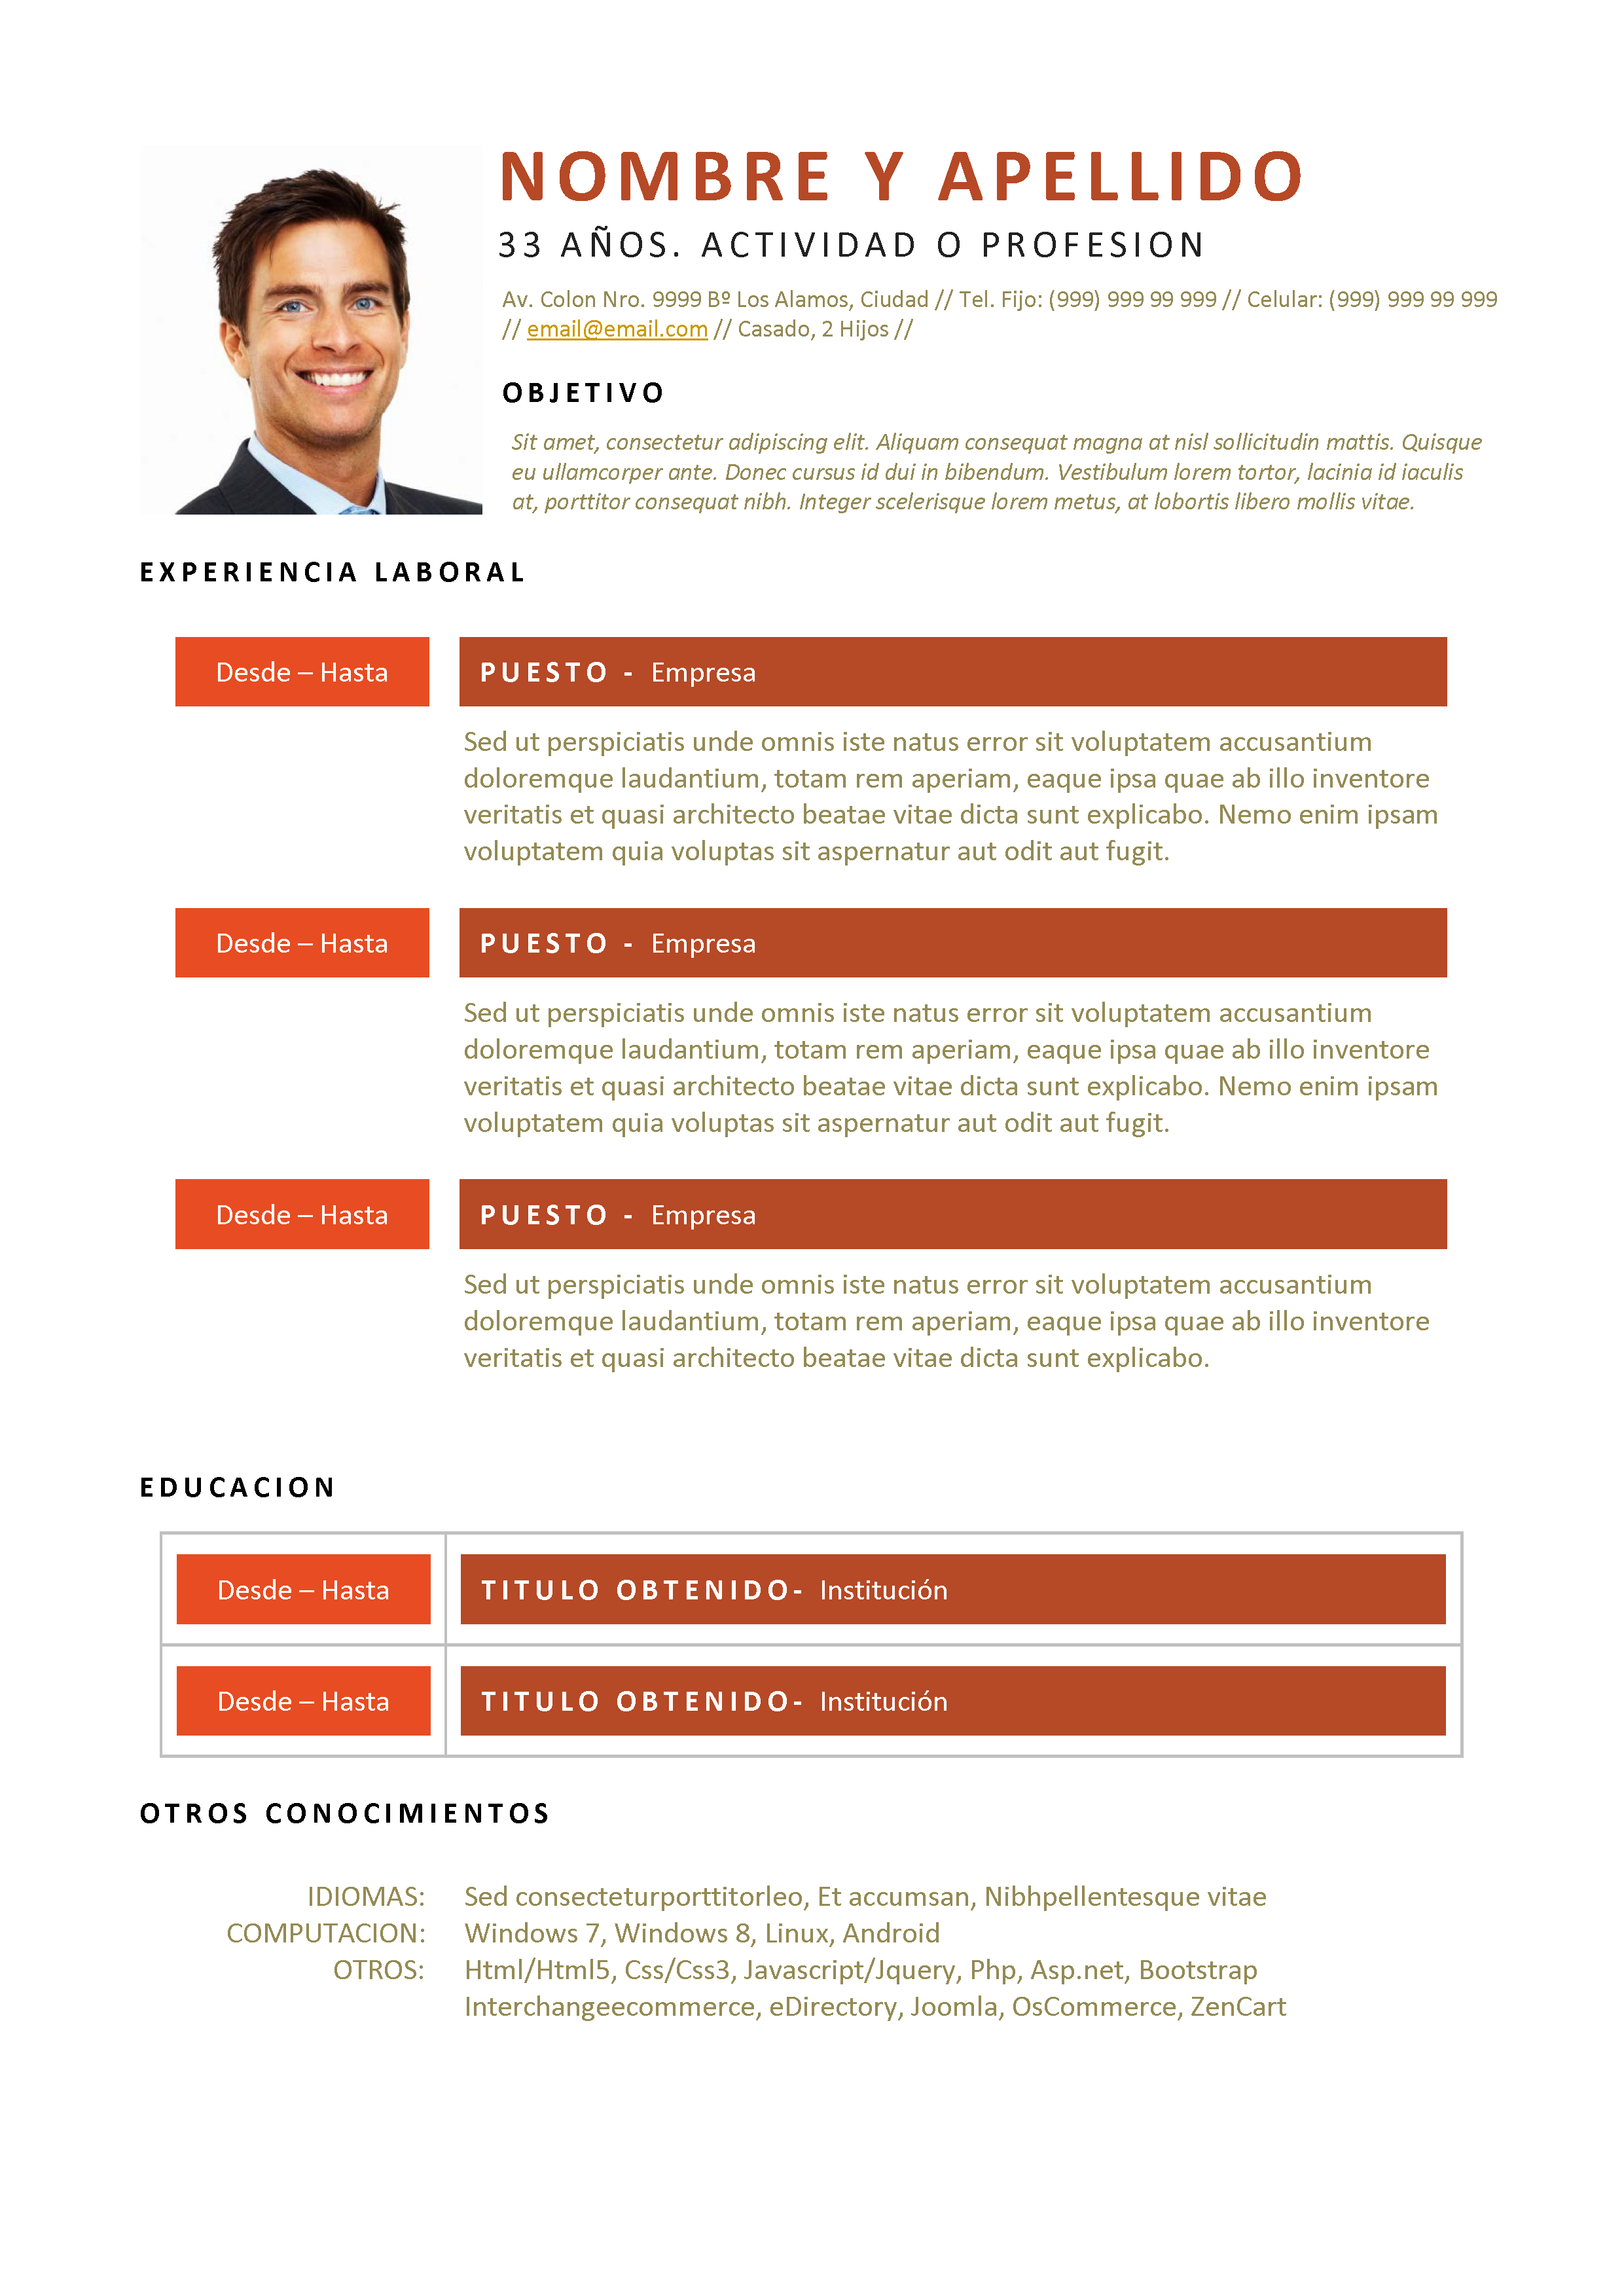 NOMBRE Y APELLIDO
33 AÑOS. ACTIVIDAD O PROFESION
Av. Colon Nro. 9999 Bº Los Alamos, Ciudad // Tel. Fijo: (999) 999 99 999 // Celular: (999) 999 99 999
// email@email.com // Casado, 2 Hijos //
OBJETIVO
Sit amet, consectetur adipiscing elit. Aliquam consequat magna at nisl sollicitudin mattis. Quisque
eu ullamcorper ante. Donec cursus id dui in bibendum. Vestibulum lorem tortor, lacinia id iaculis
at, porttitor consequat nibh. Integer scelerisque lorem metus, at lobortis libero mollis vitae.
EXPERIENCIA LABORAL
Desde – Hasta PUESTO - Empresa
Sed ut perspiciatis unde omnis iste natus error sit voluptatem accusantium
doloremque laudantium, totam rem aperiam, eaque ipsa quae ab illo inventore
veritatis et quasi architecto beatae vitae dicta sunt explicabo. Nemo enim ipsam
voluptatem quia voluptas sit aspernatur aut odit aut fugit.
Desde – Hasta PUESTO - Empresa
Sed ut perspiciatis unde omnis iste natus error sit voluptatem accusantium
doloremque laudantium, totam rem aperiam, eaque ipsa quae ab illo inventore
veritatis et quasi architecto beatae vitae dicta sunt explicabo. Nemo enim ipsam
voluptatem quia voluptas sit aspernatur aut odit aut fugit.
Desde – Hasta PUESTO - Empresa
Sed ut perspiciatis unde omnis iste natus error sit voluptatem accusantium
doloremque laudantium, totam rem aperiam, eaque ipsa quae ab illo inventore
veritatis et quasi architecto beatae vitae dicta sunt explicabo.
EDUCACION
Desde – Hasta TITULO OBTENIDO- Institución
Desde – Hasta TITULO OBTENIDO- Institución
OTROS CONOCIMIENTOS
IDIOMAS: Sed consecteturporttitorleo, Et accumsan, Nibhpellentesque vitae
COMPUTACION: Windows 7, Windows 8, Linux, Android
OTROS: Html/Html5, Css/Css3, Javascript/Jquery, Php, Asp.net, Bootstrap
Interchangeecommerce, eDirectory, Joomla, OsCommerce, ZenCart